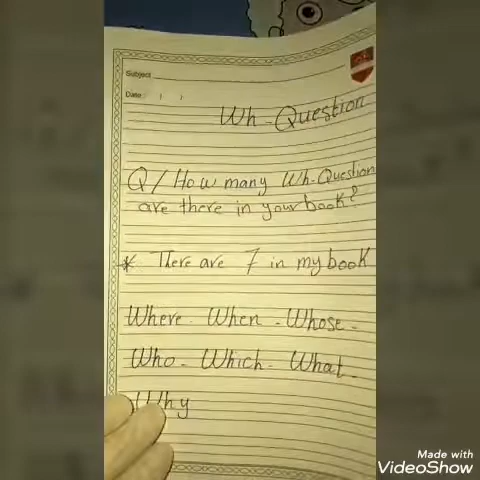 Subject
Date: / /
Wh-Question
Q/ How many Wh-Question
are there in your book?
* There are 7 in my book
Where - When - Whose -
Who - Which - What -
Why
Made with
VideoShow